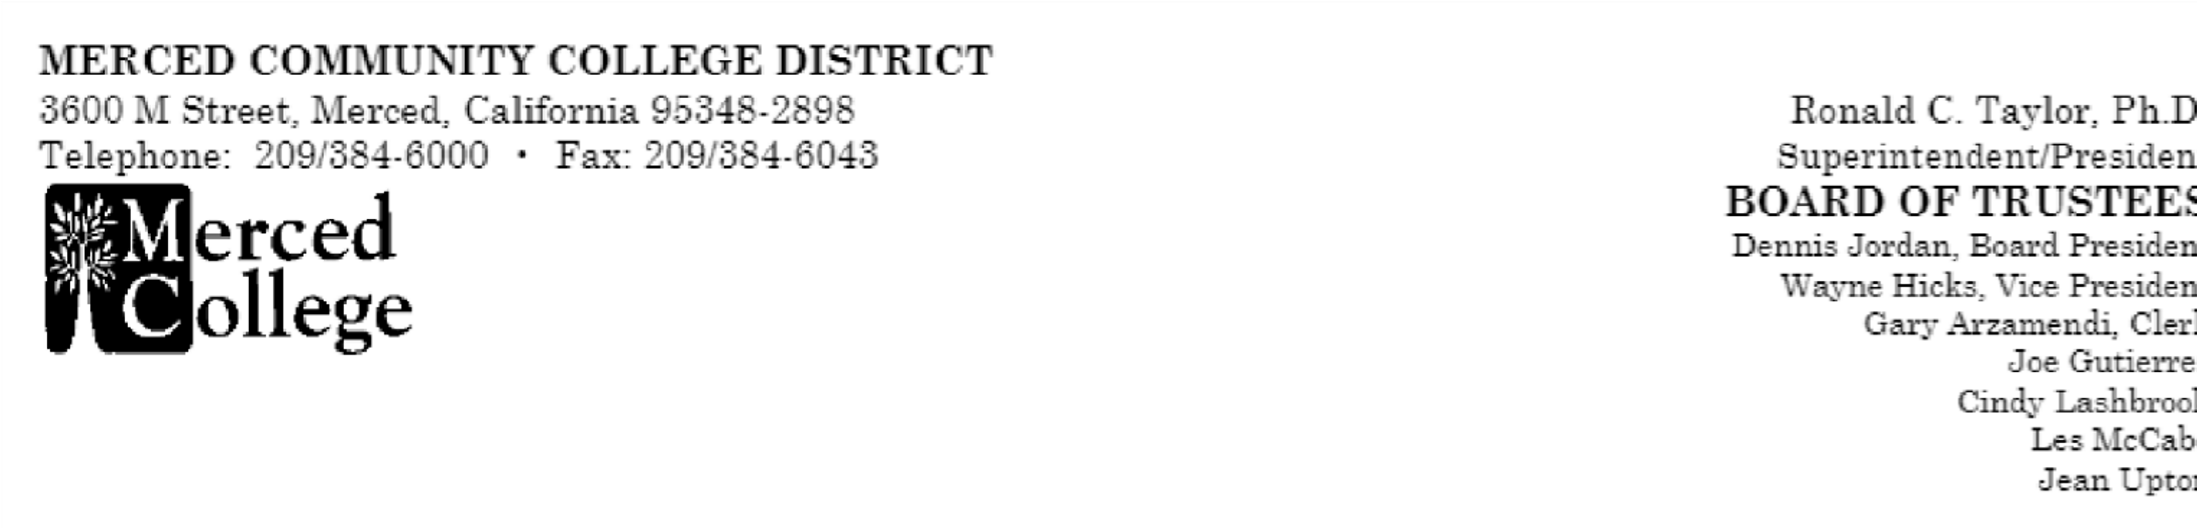 MERCED COMMUNITY COLLEGE DISTRICT
3600 M Street, Merced, California 95348-2898
Telephone: 209/384-6000 • Fax: 209/384-6043
Merced
College
Ronald C. Taylor, Ph.D
Superintendent/Presiden
BOARD OF TRUSTEES
Dennis Jordan, Board Presiden
Wayne Hicks, Vice Presiden
Gary Arzamendi, Cler
Joe Gutierre
Cindy Lashbroo
Les McCab
Jean Upto